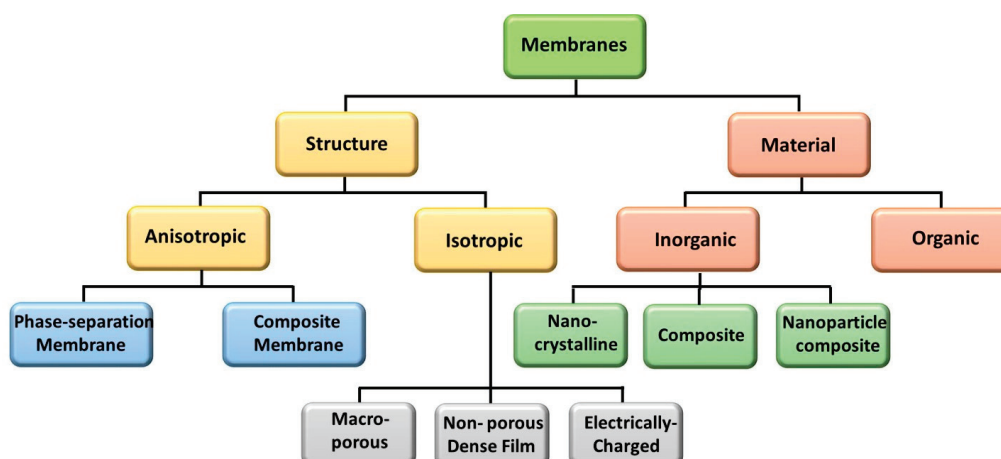 Membranes
Structure
Material
Anisotropic
Isotropic
Inorganic
Organic
Phase-separation
Membrane
Composite
Membrane
Nano-
crystalline
Composite
Nanoparticle
composite
Macro-
porous
Non- porous
Dense Film
Electrically-
Charged